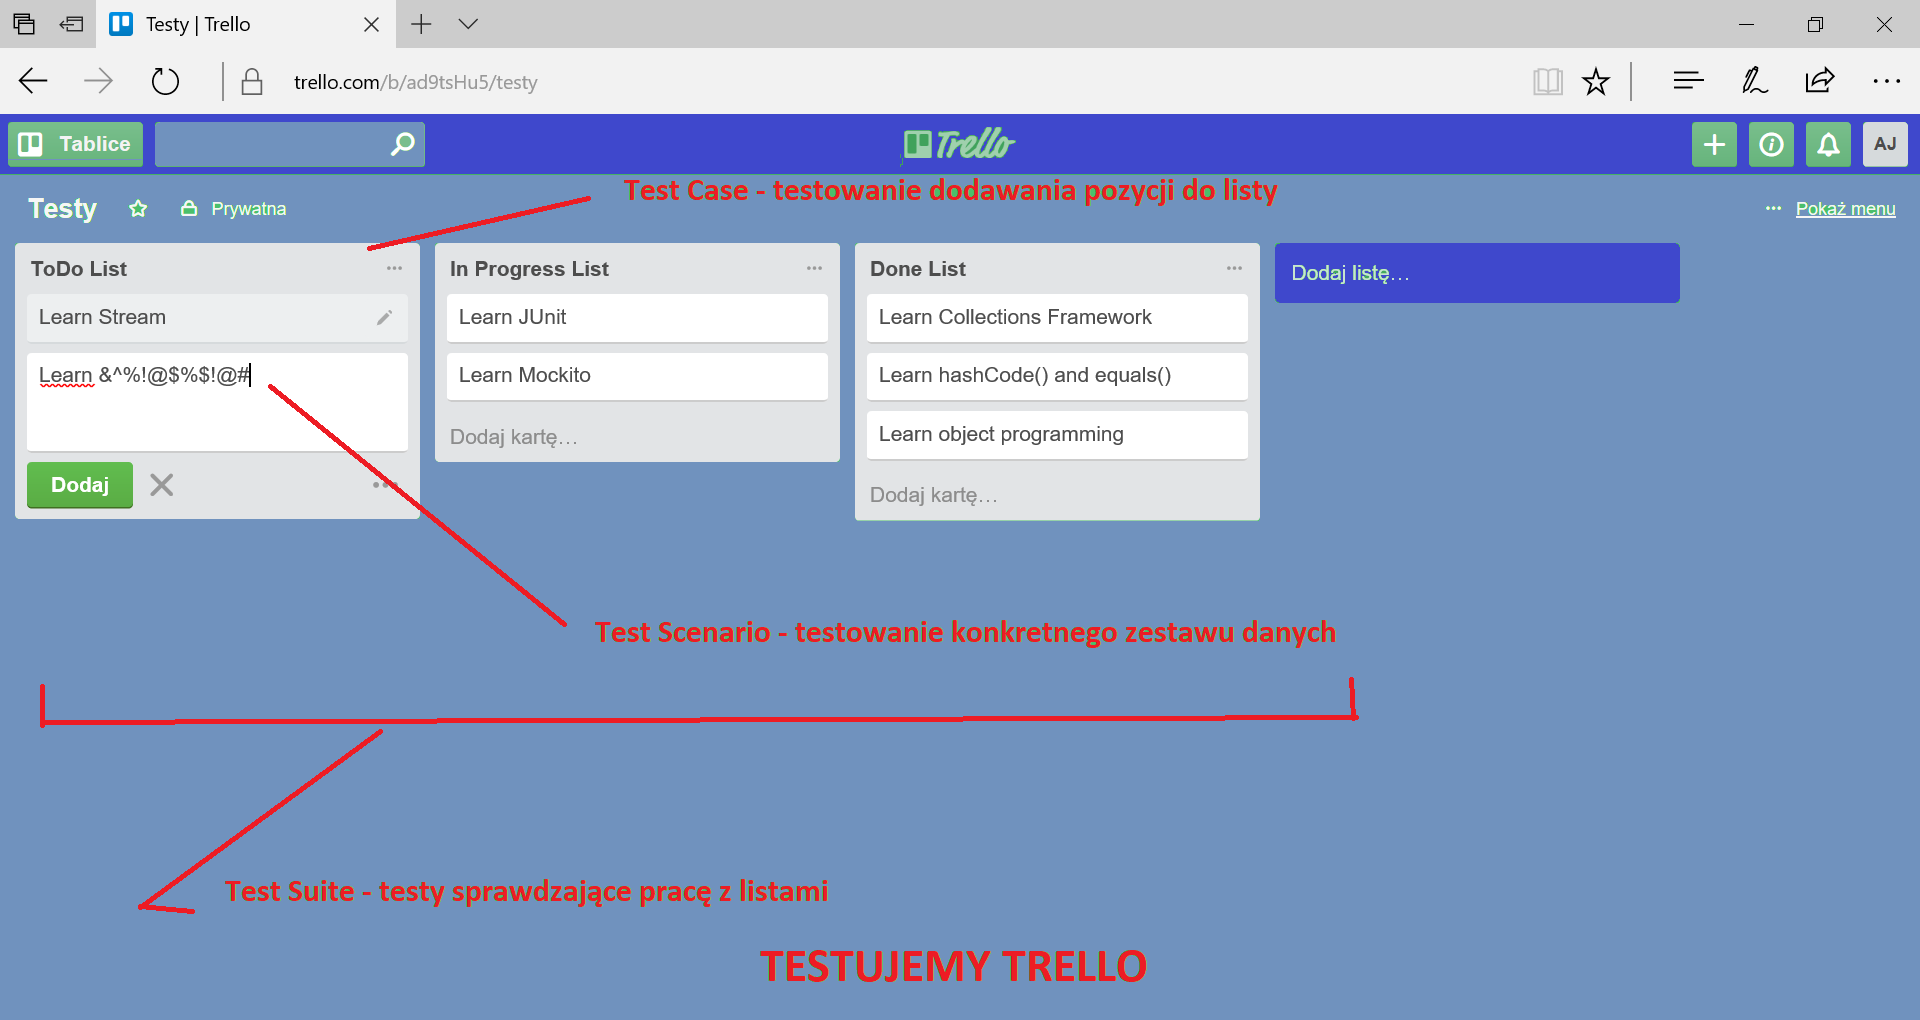 Testy | Trello
trello.com/b/ad9tsHu5/testy
Tablice
Trello
AJ
Test Case - testowanie dodawania pozycji do listy
Testy
Prywatna
Pokaż menu
ToDo List
Learn Stream
Learn &^%!@$%$!@#
Dodaj
In Progress List
Learn JUnit
Learn Mockito
Dodaj kartę…
Done List
Learn Collections Framework
Learn hashCode() and equals()
Learn object programming
Dodaj kartę…
Dodaj listę…
Test Scenario - testowanie konkretnego zestawu danych
Test Suite - testy sprawdzające pracę z listami
TESTUJEMY TRELLO